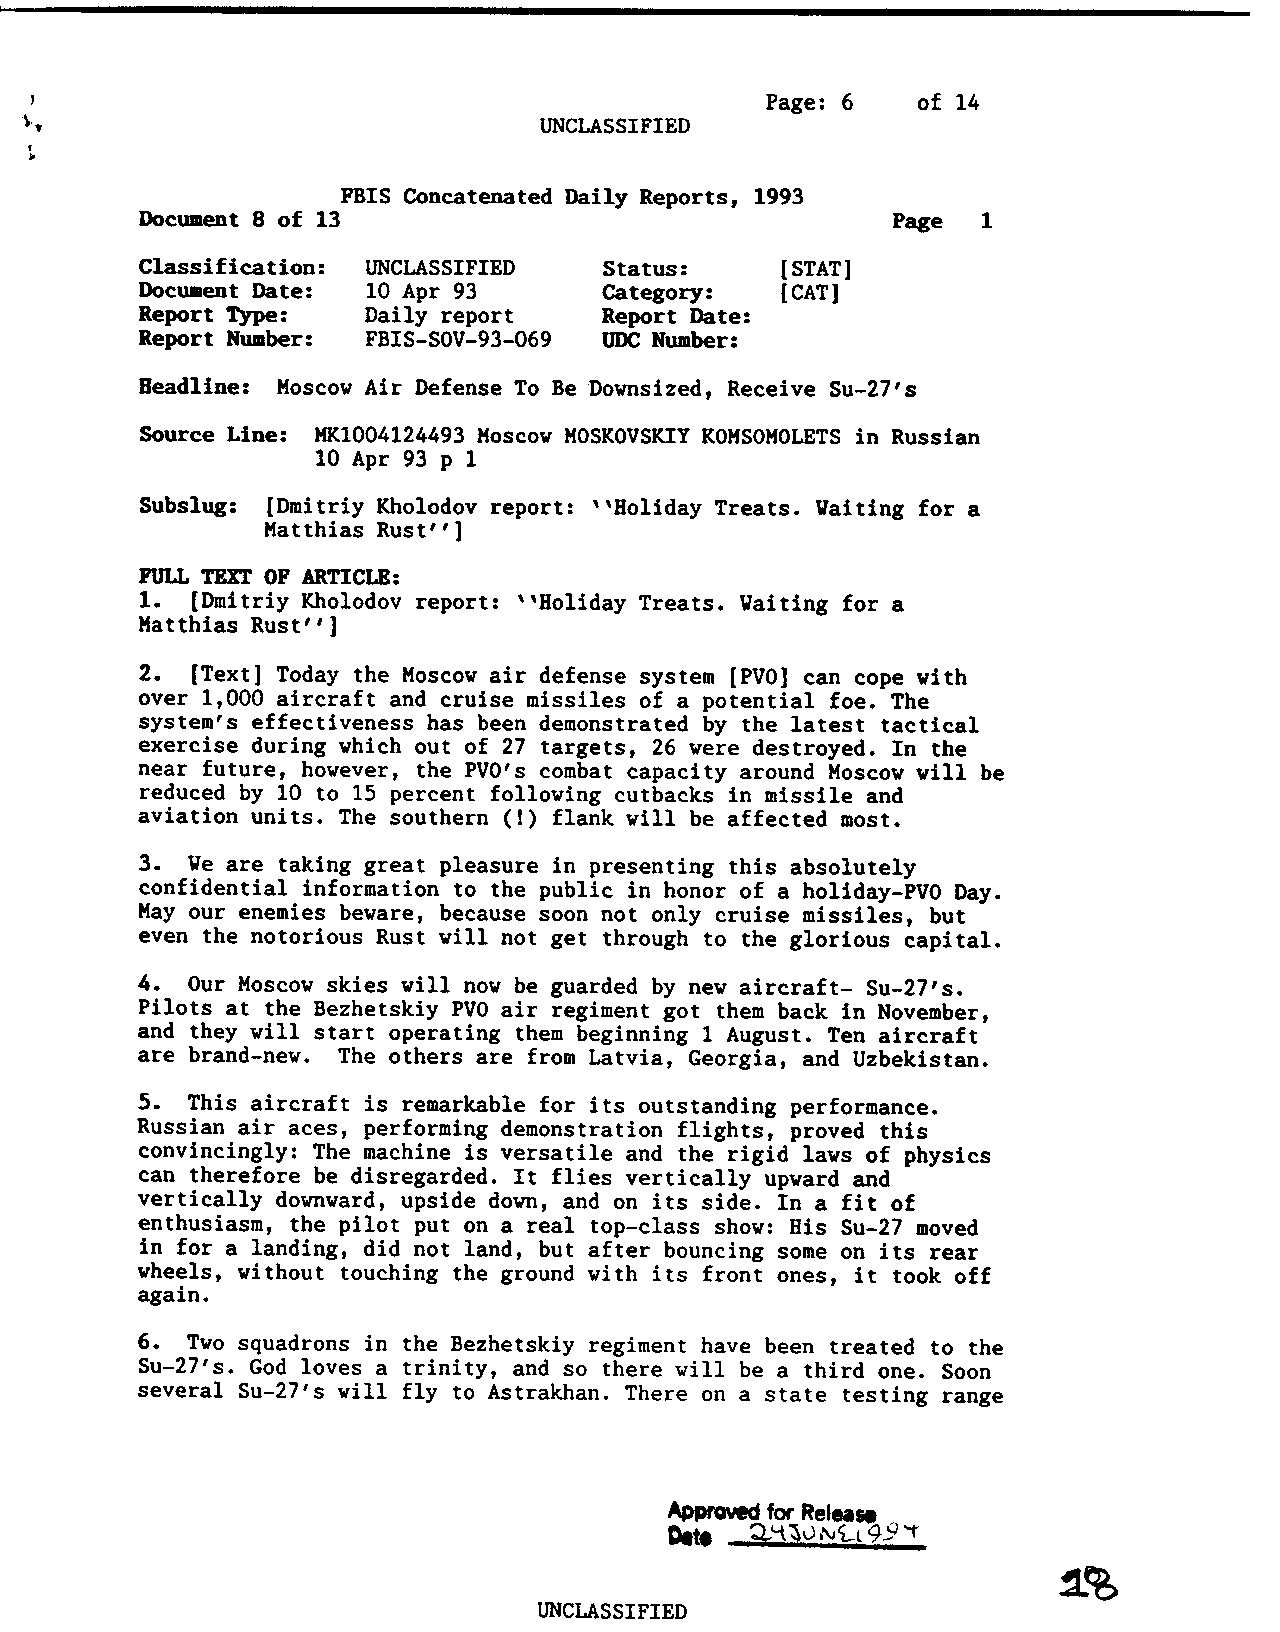 Page: 6 of 14
UNCLASSIFIED
FBIS Concatenated Daily Reports, 1993
Document 8 of 13 Page 1
Classification: UNCLASSIFIED Status: [STAT]
Document Date: 10 Apr 93 Category: [CAT]
Report Type: Daily report Report Date:
Report Number: FBIS-SOV-93-069 UDC Number:
Headline: Moscow Air Defense To Be Downsized, Receive Su-27's
Source Line: MK1004124493 Moscow MOSKOVSKIY KOMSOMOLETS in Russian
10 Apr 93 p 1
Subslug: [Dmitriy Kholodov report: ``Holiday Treats. Waiting for a
Matthias Rust'']
FULL TEXT OF ARTICLE:
1. [Dmitriy Kholodov report: ``Holiday Treats. Waiting for a
Matthias Rust'']
2. [Text] Today the Moscow air defense system [PVO] can cope with
over 1,000 aircraft and cruise missiles of a potential foe. The
system's effectiveness has been demonstrated by the latest tactical
exercise during which out of 27 targets, 26 were destroyed. In the
near future, however, the PVO's combat capacity around Moscow will be
reduced by 10 to 15 percent following cutbacks in missile and
aviation units. The southern (!) flank will be affected most.
3. We are taking great pleasure in presenting this absolutely
confidential information to the public in honor of a holiday-PVO Day.
May our enemies beware, because soon not only cruise missiles, but
even the notorious Rust will not get through to the glorious capital.
4. Our Moscow skies will now be guarded by new aircraft- Su-27's.
Pilots at the Bezhetskiy PVO air regiment got them back in November,
and they will start operating them beginning 1 August. Ten aircraft
are brand-new. The others are from Latvia, Georgia, and Uzbekistan.
5. This aircraft is remarkable for its outstanding performance.
Russian air aces, performing demonstration flights, proved this
convincingly: The machine is versatile and the rigid laws of physics
can therefore be disregarded. It flies vertically upward and
vertically downward, upside down, and on its side. In a fit of
enthusiasm, the pilot put on a real top-class show: His Su-27 moved
in for a landing, did not land, but after bouncing some on its rear
wheels, without touching the ground with its front ones, it took off
again.
6. Two squadrons in the Bezhetskiy regiment have been treated to the
Su-27's. God loves a trinity, and so there will be a third one. Soon
several Su-27's will fly to Astrakhan. There on a state testing range
Approved for Release
Date 24JUNE1994
18
UNCLASSIFIED